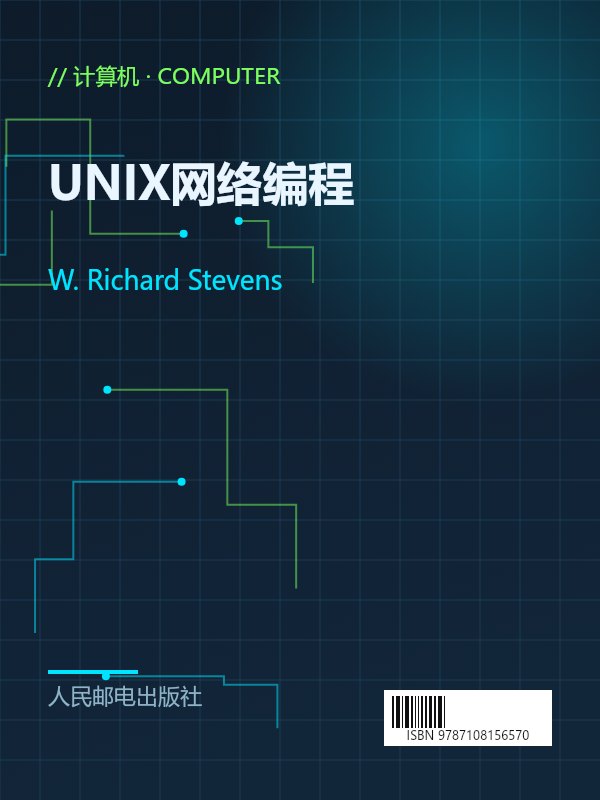 // 计算机 · COMPUTER
UNIX网络编程
W. Richard Stevens
人民邮电出版社
ISBN 9787108156570